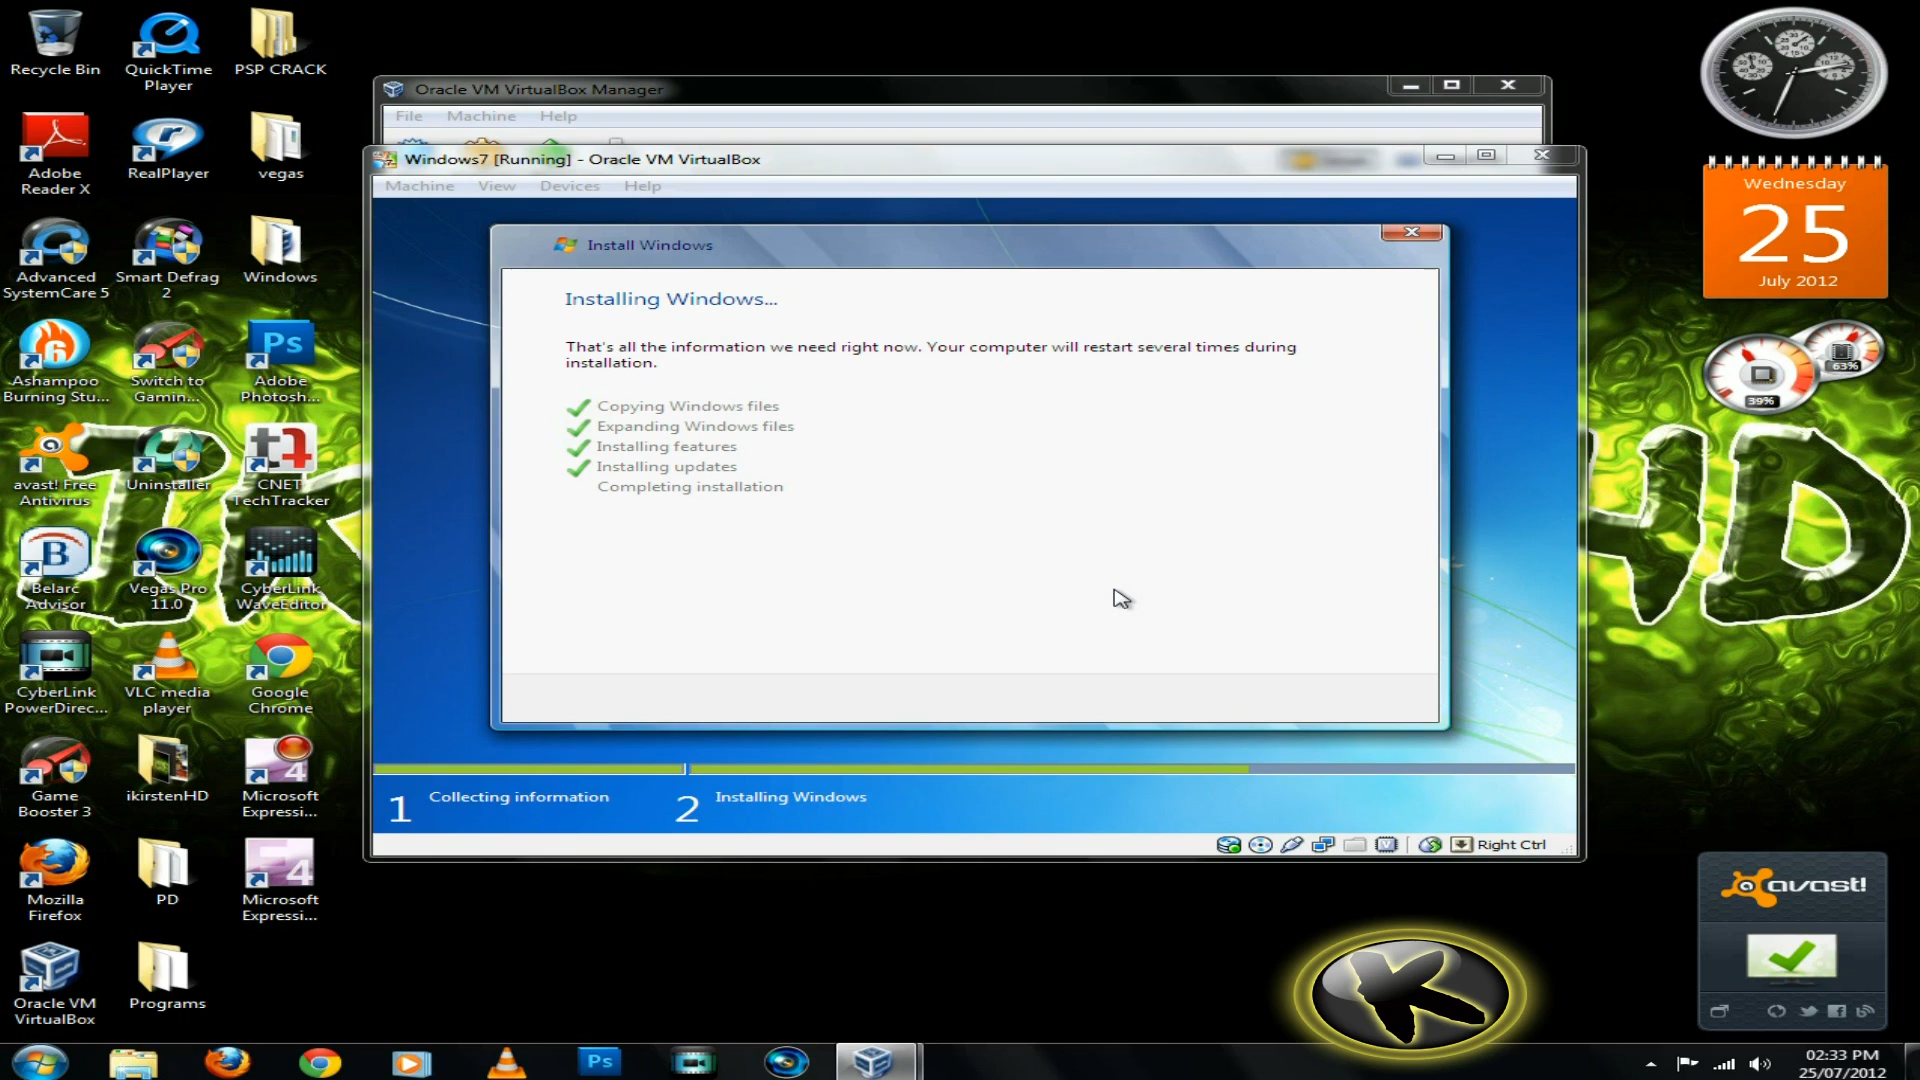 Recycle Bin
QuickTime
Player
PSP CRACK
Adobe
Reader X
RealPlayer
vegas
Advanced
SystemCare 5
Smart Defrag
2
Windows
Ashampoo
Burning Stu...
Switch to
Gamin...
Adobe
Photosh...
avast! Free
Antivirus
Uninstaller
CNET
TechTracker
Belarc
Advisor
Vegas Pro
11.0
CyberLink
WaveEditor
CyberLink
PowerDirec...
VLC media
player
Google
Chrome
Game
Booster 3
ikirstenHD
Microsoft
Expressi...
Mozilla
Firefox
PD
Microsoft
Expressi...
Oracle VM
VirtualBox
Programs
Oracle VM VirtualBox Manager
File Machine Help
Windows7 [Running] - Oracle VM VirtualBox
Machine View Devices Help
Install Windows
Installing Windows...
That's all the information we need right now. Your computer will restart several times during
installation.
Copying Windows files
Expanding Windows files
Installing features
Installing updates
Completing installation
1 Collecting information
2 Installing Windows
Right Ctrl
Wednesday
25
July 2012
63%
39%
HD
avast!
Ps
02:33 PM
25/07/2012